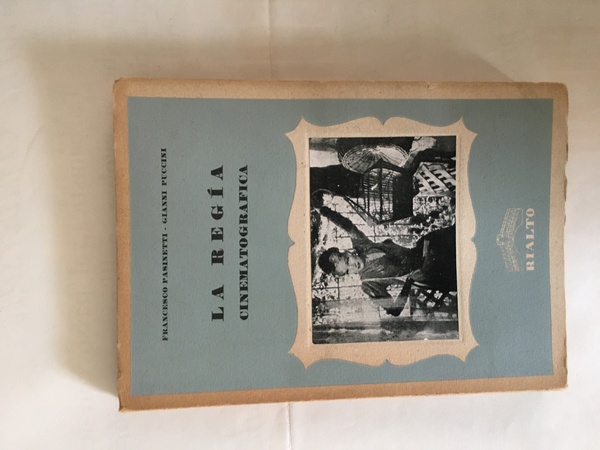 FRANCESCO PASINETTI - GIANNI PUCCINI
LA REGÍA
CINEMATOGRAFICA
RIALTO